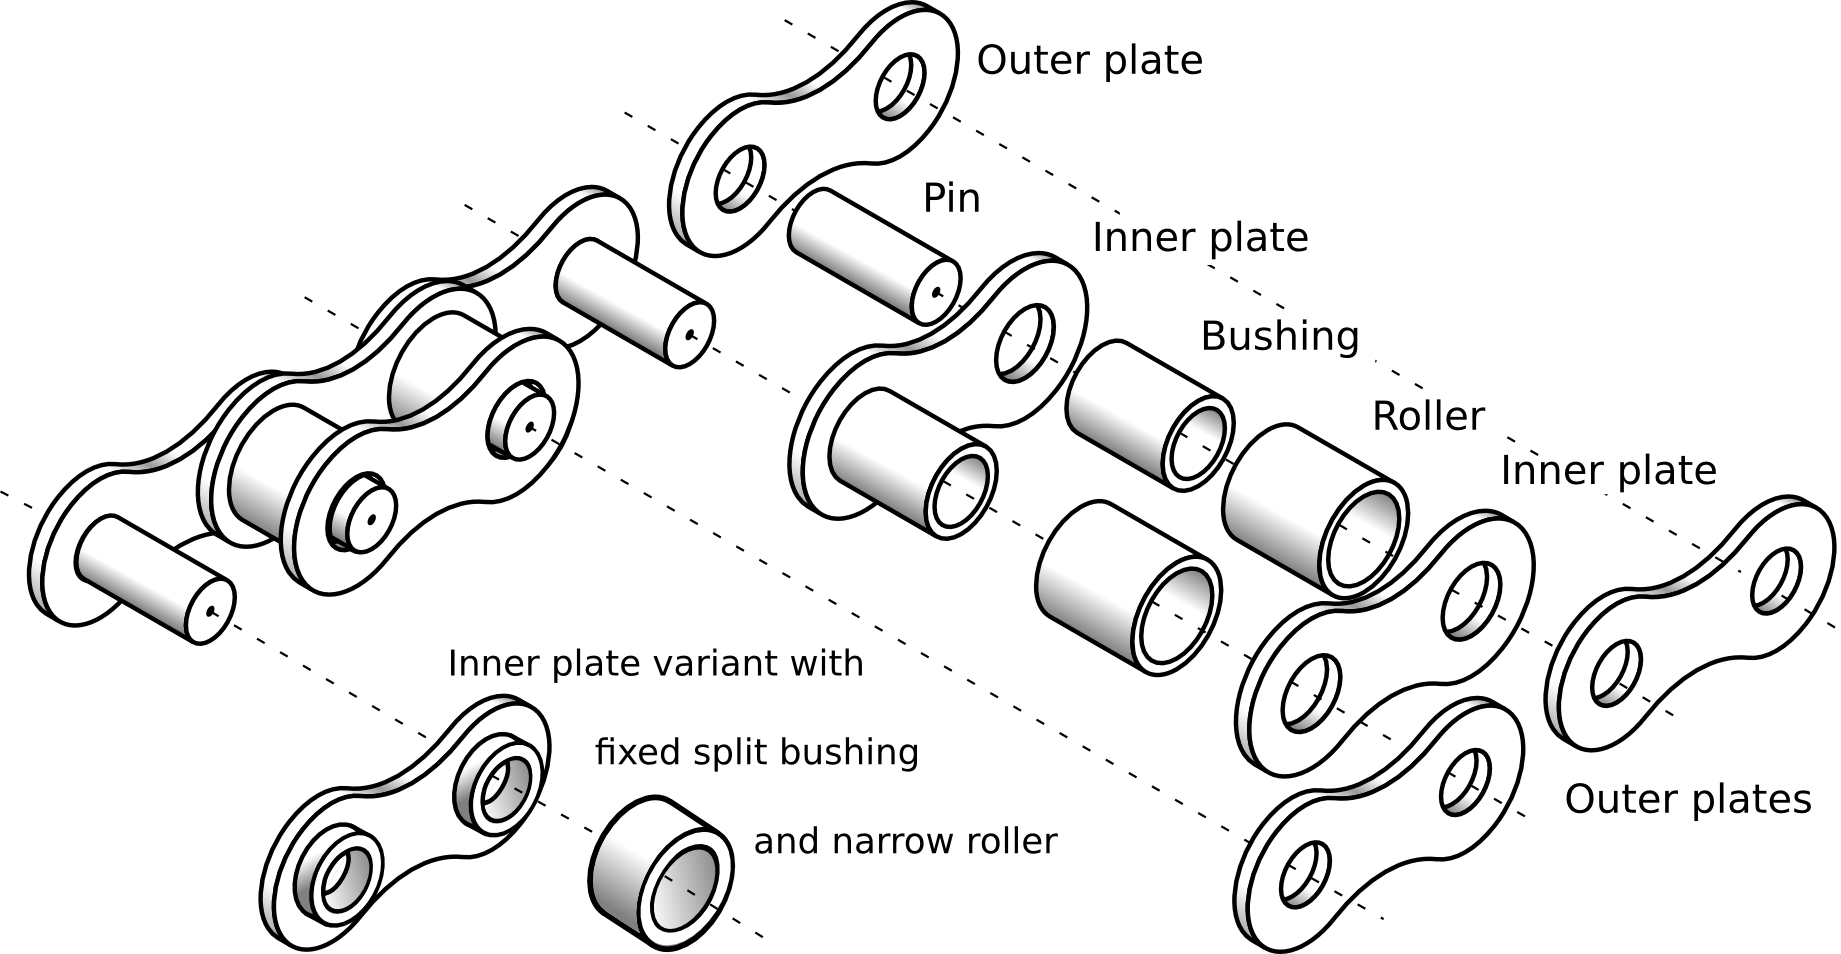 Outer plate
Pin
Inner plate
Bushing
Roller
Inner plate
Inner plate variant with
fixed split bushing
Outer plates
and narrow roller